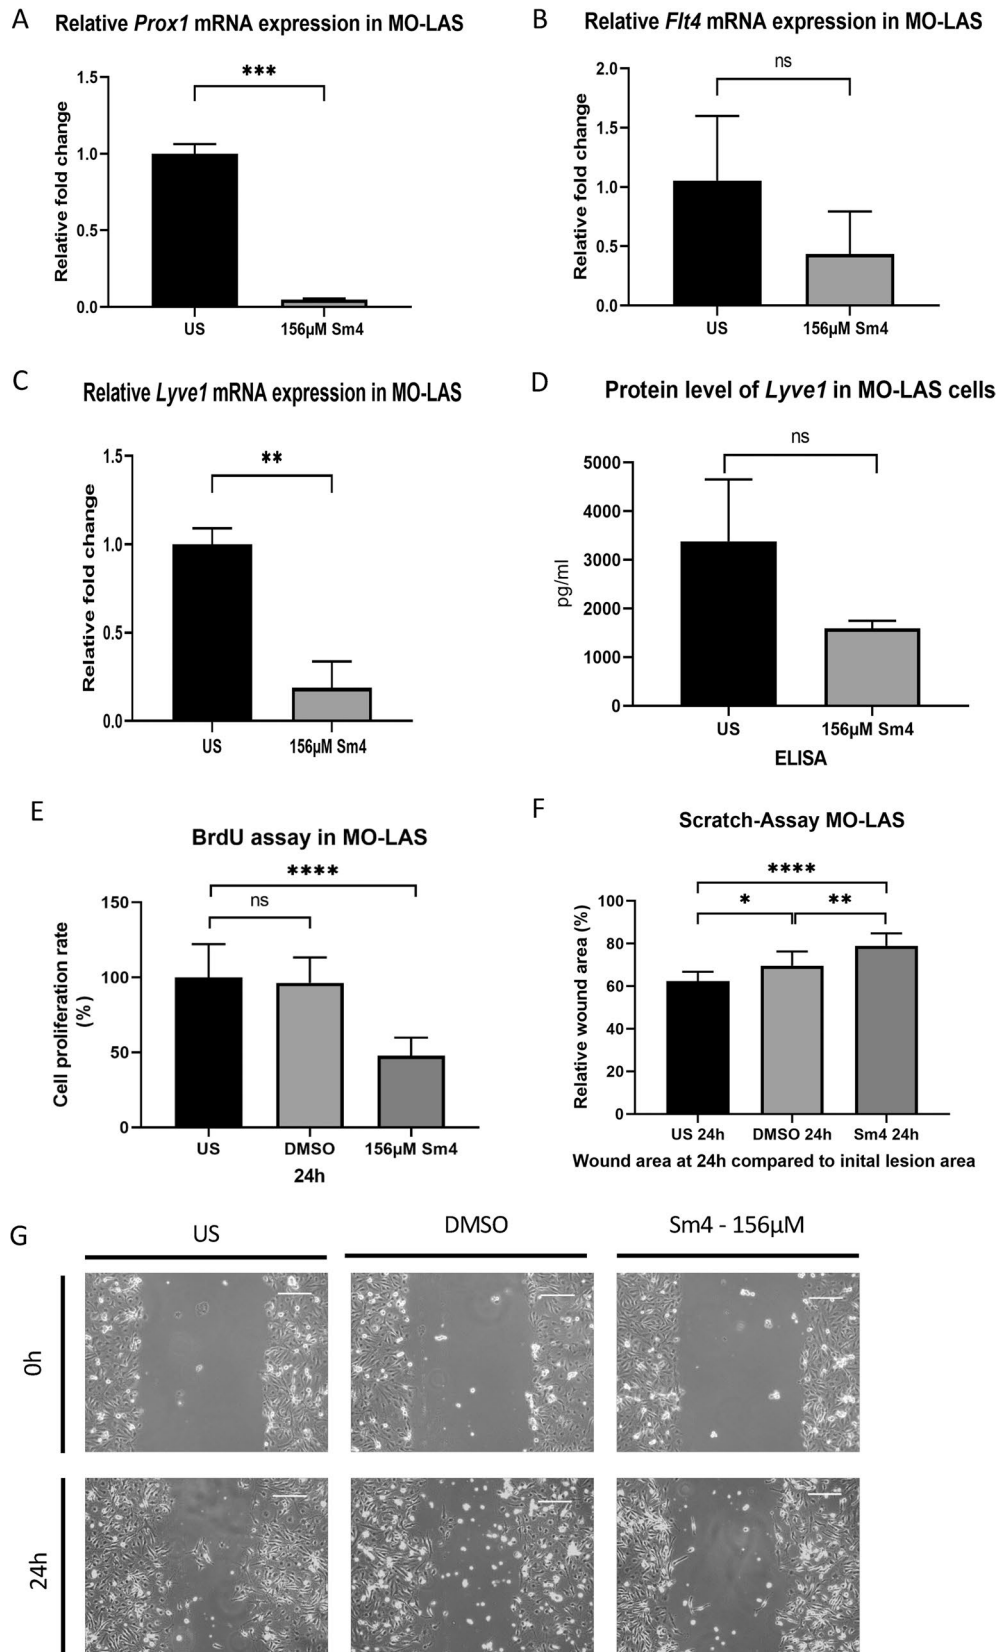 A
Relative Prox1 mRNA expression in MO-LAS
***
1.5
1.0
0.5
0.0
Relative fold change
US
156μM Sm4
B
Relative Flt4 mRNA expression in MO-LAS
ns
2.0
1.5
1.0
0.5
0.0
Relative fold change
US
156μM Sm4
C
Relative Lyve1 mRNA expression in MO-LAS
**
1.5
1.0
0.5
0.0
Relative fold change
US
156μM Sm4
D
Protein level of Lyve1 in MO-LAS cells
ns
5000
4000
3000
2000
1000
0
pg/ml
US
156μM Sm4
ELISA
E
BrdU assay in MO-LAS
****
ns
150
100
50
0
Cell proliferation rate
(%)
US
DMSO
156μM Sm4
24h
F
Scratch-Assay MO-LAS
****
*
**
100
80
60
40
20
0
Relative wound area (%)
US 24h
DMSO 24h
Sm4 24h
Wound area at 24h compared to inital lesion area
G
US
DMSO
Sm4 - 156μM
0h
24h